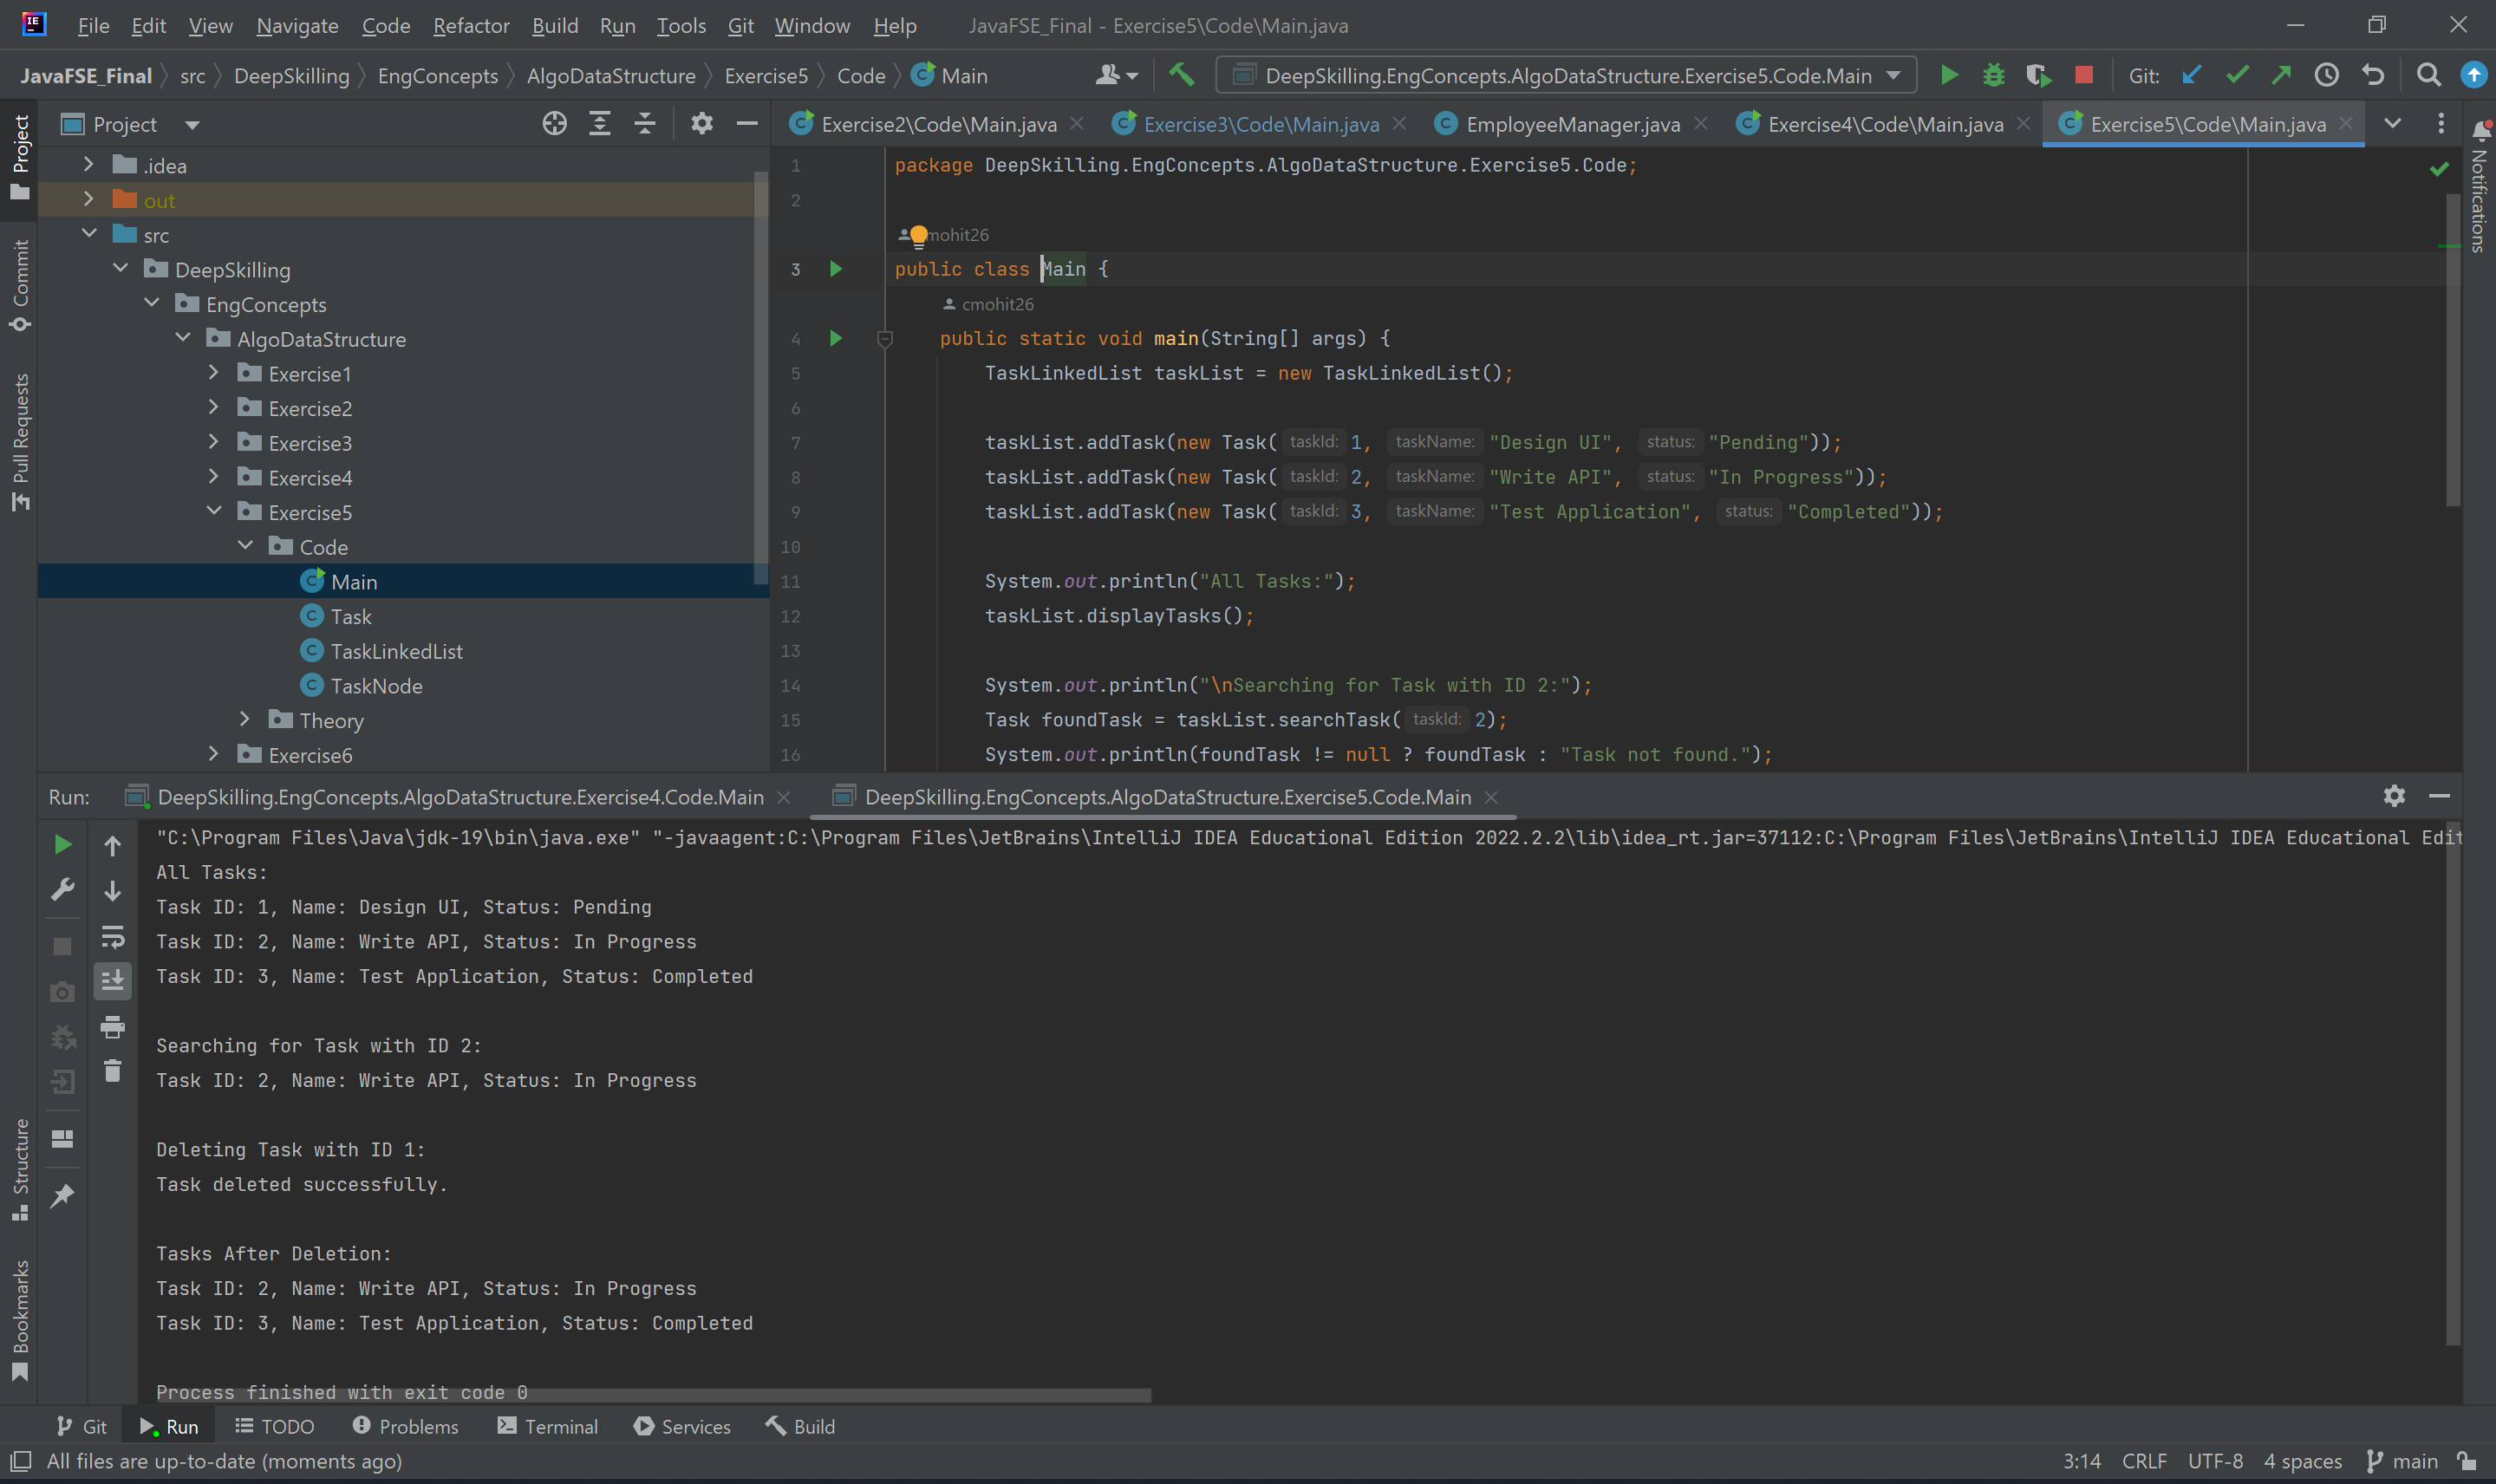 File Edit View Navigate Code Refactor Build Run Tools Git Window Help JavaFSE_Final - Exercise5\Code\Main.java
JavaFSE_Final src DeepSkilling EngConcepts AlgoDataStructure Exercise5 Code Main DeepSkilling.EngConcepts.AlgoDataStructure.Exercise5.Code.Main Git:
Project
Exercise2\Code\Main.java Exercise3\Code\Main.java EmployeeManager.java Exercise4\Code\Main.java Exercise5\Code\Main.java
Project
Commit
Pull Requests
Structure
Bookmarks
Notifications
.idea
out
src
DeepSkilling
EngConcepts
AlgoDataStructure
Exercise1
Exercise2
Exercise3
Exercise4
Exercise5
Code
Main
Task
TaskLinkedList
TaskNode
Theory
Exercise6
1 package DeepSkilling.EngConcepts.AlgoDataStructure.Exercise5.Code;
2
mohit26
3 public class Main {
cmohit26
4 public static void main(String[] args) {
5 TaskLinkedList taskList = new TaskLinkedList();
6
7 taskList.addTask(new Task( taskId: 1, taskName: "Design UI", status: "Pending"));
8 taskList.addTask(new Task( taskId: 2, taskName: "Write API", status: "In Progress"));
9 taskList.addTask(new Task( taskId: 3, taskName: "Test Application", status: "Completed"));
10
11 System.out.println("All Tasks:");
12 taskList.displayTasks();
13
14 System.out.println("\nSearching for Task with ID 2:");
15 Task foundTask = taskList.searchTask( taskId: 2);
16 System.out.println(foundTask != null ? foundTask : "Task not found.");
Run: DeepSkilling.EngConcepts.AlgoDataStructure.Exercise4.Code.Main DeepSkilling.EngConcepts.AlgoDataStructure.Exercise5.Code.Main
"C:\Program Files\Java\jdk-19\bin\java.exe" "-javaagent:C:\Program Files\JetBrains\IntelliJ IDEA Educational Edition 2022.2.2\lib\idea_rt.jar=37112:C:\Program Files\JetBrains\IntelliJ IDEA Educational Edit
All Tasks:
Task ID: 1, Name: Design UI, Status: Pending
Task ID: 2, Name: Write API, Status: In Progress
Task ID: 3, Name: Test Application, Status: Completed
Searching for Task with ID 2:
Task ID: 2, Name: Write API, Status: In Progress
Deleting Task with ID 1:
Task deleted successfully.
Tasks After Deletion:
Task ID: 2, Name: Write API, Status: In Progress
Task ID: 3, Name: Test Application, Status: Completed
Process finished with exit code 0
Git Run TODO Problems Terminal Services Build
All files are up-to-date (moments ago) 3:14 CRLF UTF-8 4 spaces main